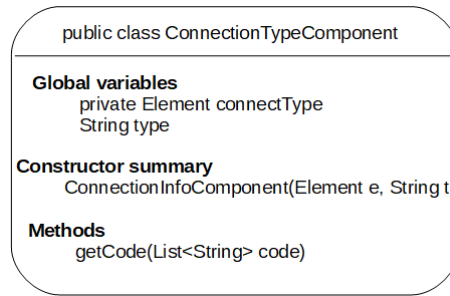 public class ConnectionTypeComponent
Global variables
private Element connectType
String type
Constructor summary
ConnectionInfoComponent(Element e, String t
Methods
getCode(List<String> code)